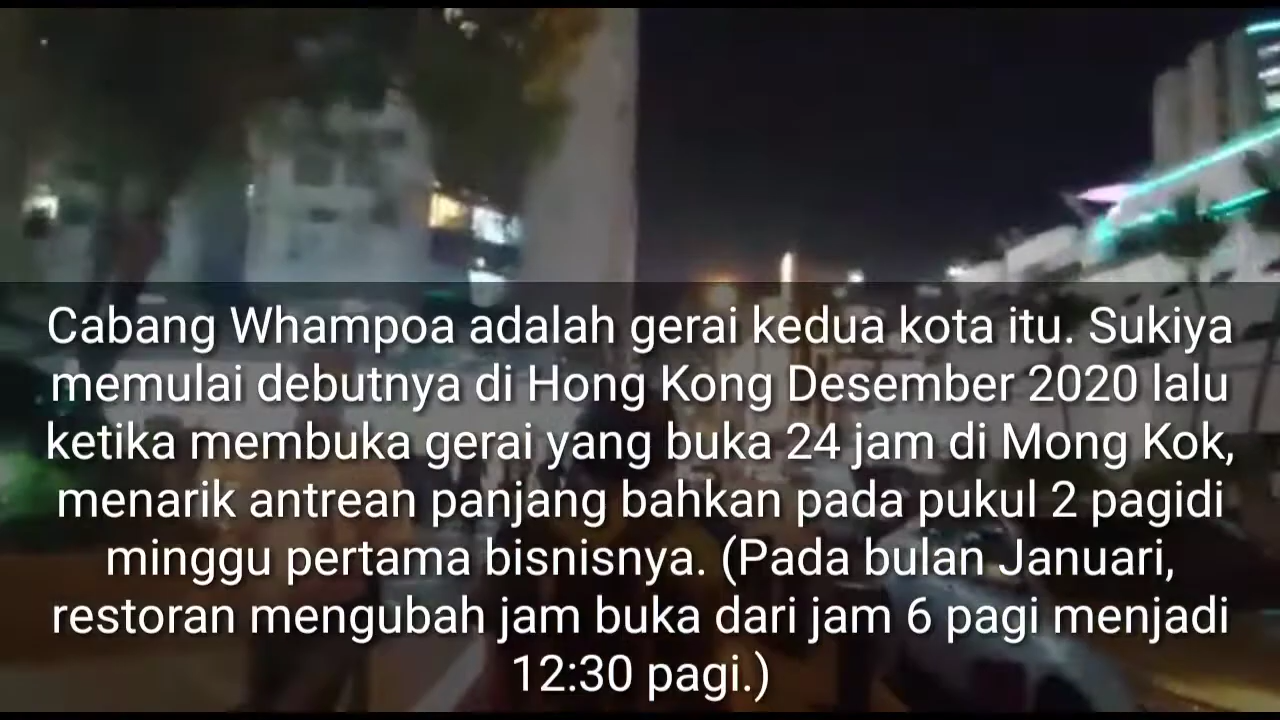 Cabang Whampoa adalah gerai kedua kota itu. Sukiya
memulai debutnya di Hong Kong Desember 2020 lalu
ketika membuka gerai yang buka 24 jam di Mong Kok,
menarik antrean panjang bahkan pada pukul 2 pagidi
minggu pertama bisnisnya. (Pada bulan Januari,
restoran mengubah jam buka dari jam 6 pagi menjadi
12:30 pagi.)